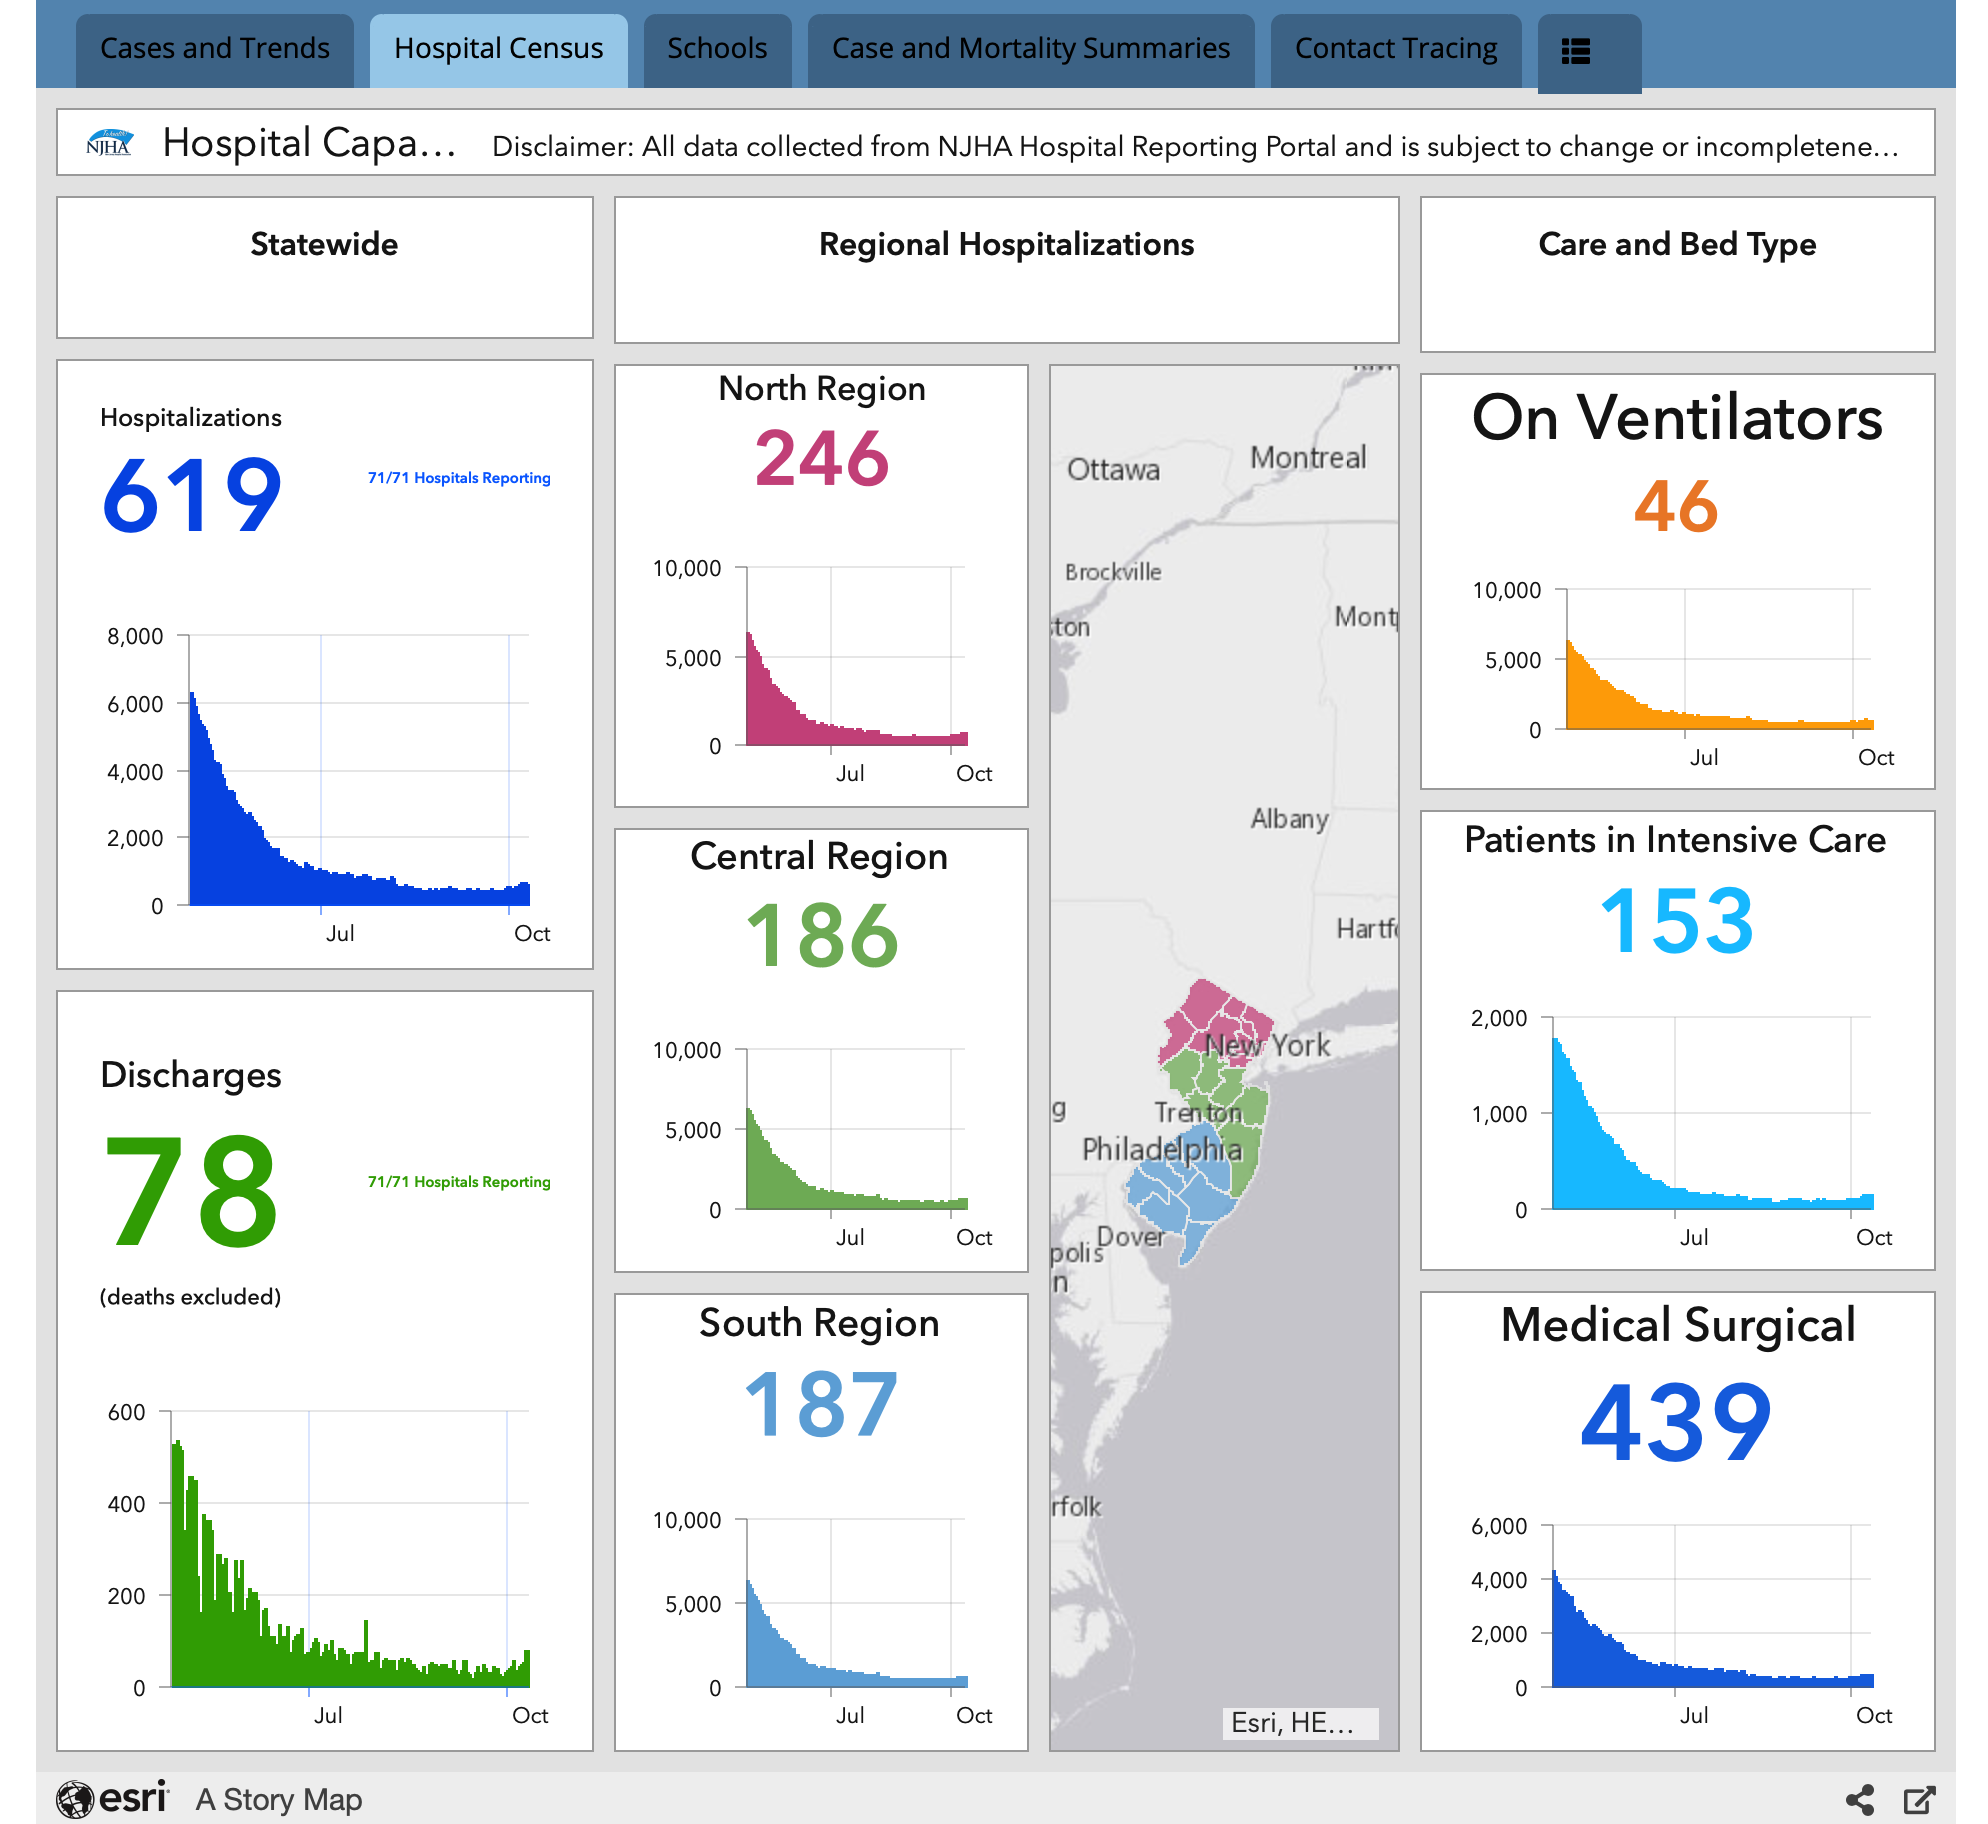 Cases and Trends
Hospital Census
Schools
Case and Mortality Summaries
Contact Tracing
NJHA
Hospital Capa...
Disclaimer: All data collected from NJHA Hospital Reporting Portal and is subject to change or incompletene...
Statewide
Regional Hospitalizations
Care and Bed Type
Hospitalizations
619
71/71 Hospitals Reporting
8,000
6,000
4,000
2,000
0
Jul
Oct
Discharges
78
71/71 Hospitals Reporting
(deaths excluded)
600
400
200
0
Jul
Oct
North Region
246
10,000
5,000
0
Jul
Oct
Central Region
186
10,000
5,000
0
Jul
Oct
South Region
187
10,000
5,000
0
Jul
Oct
Ottawa
Montreal
Brockville
ston
Mont
Albany
Hartf
New York
g
Trenton
Philadelphia
Dover
polis
n
rfolk
Esri, HE...
On Ventilators
46
10,000
5,000
0
Jul
Oct
Patients in Intensive Care
153
2,000
1,000
0
Jul
Oct
Medical Surgical
439
6,000
4,000
2,000
0
Jul
Oct
esri
A Story Map